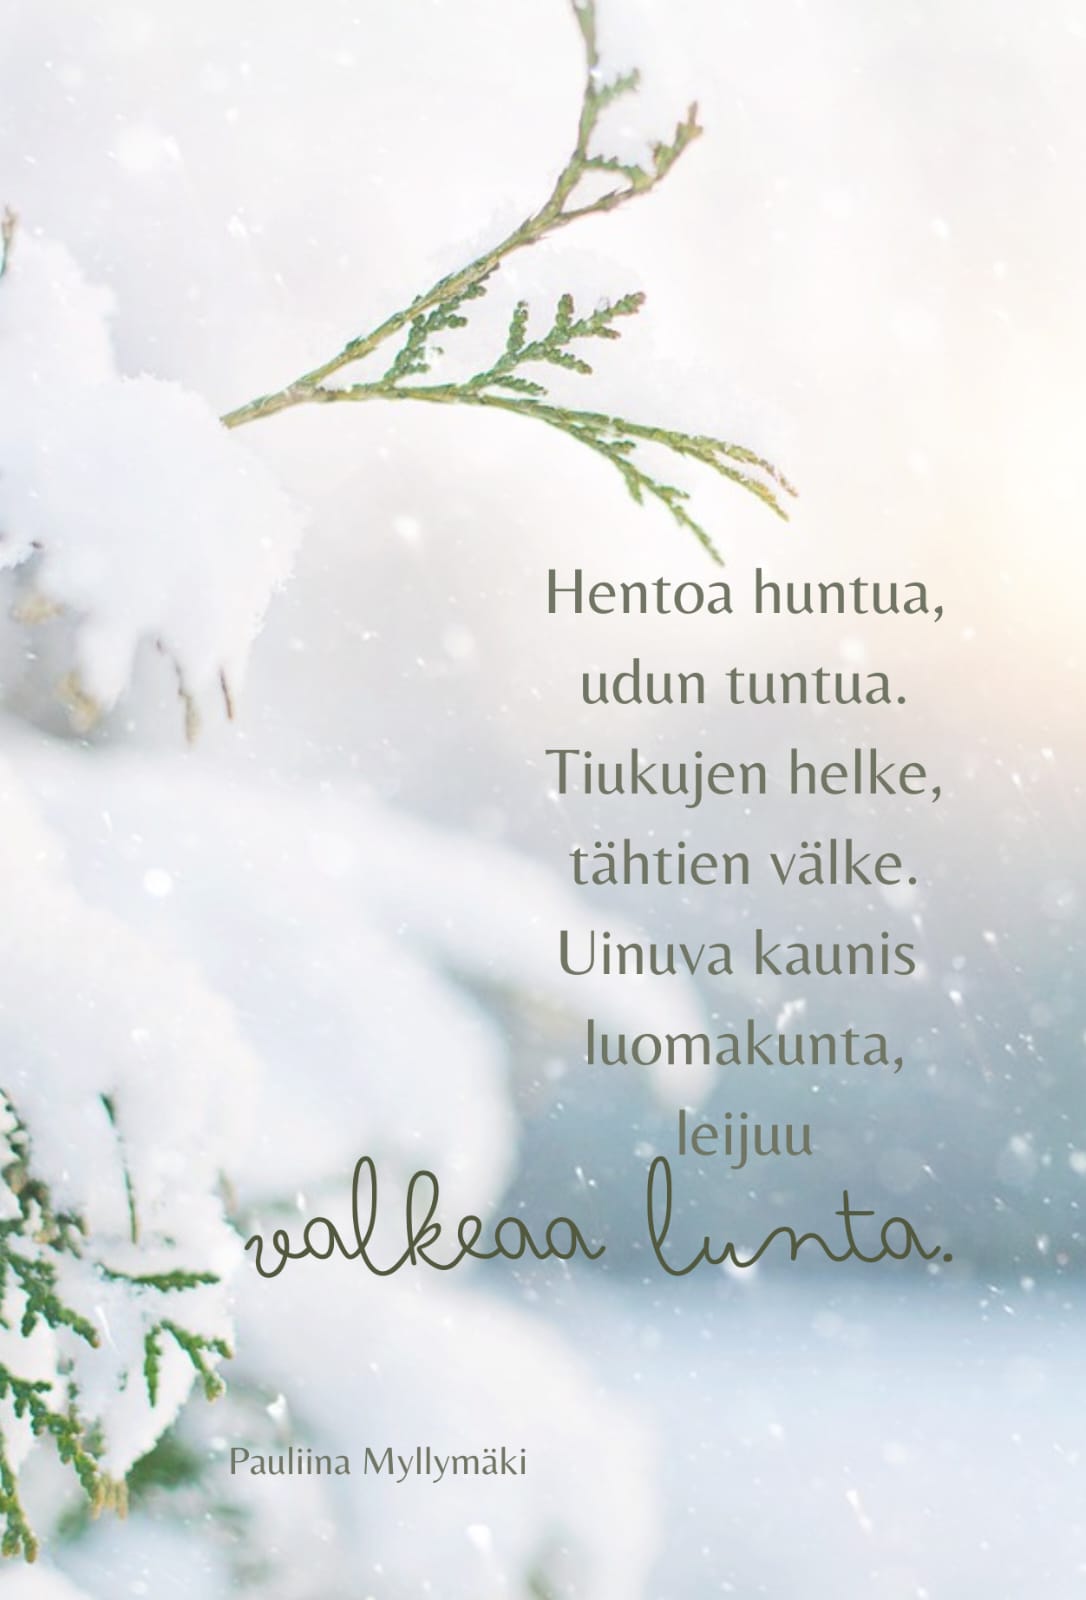 Hentoa huntua,
udun tuntua.
Tiukujen helke,
tähtien välke.
Uinuva kaunis
luomakunta,
leijuu
valkeaa lunta.
Pauliina Myllymäki